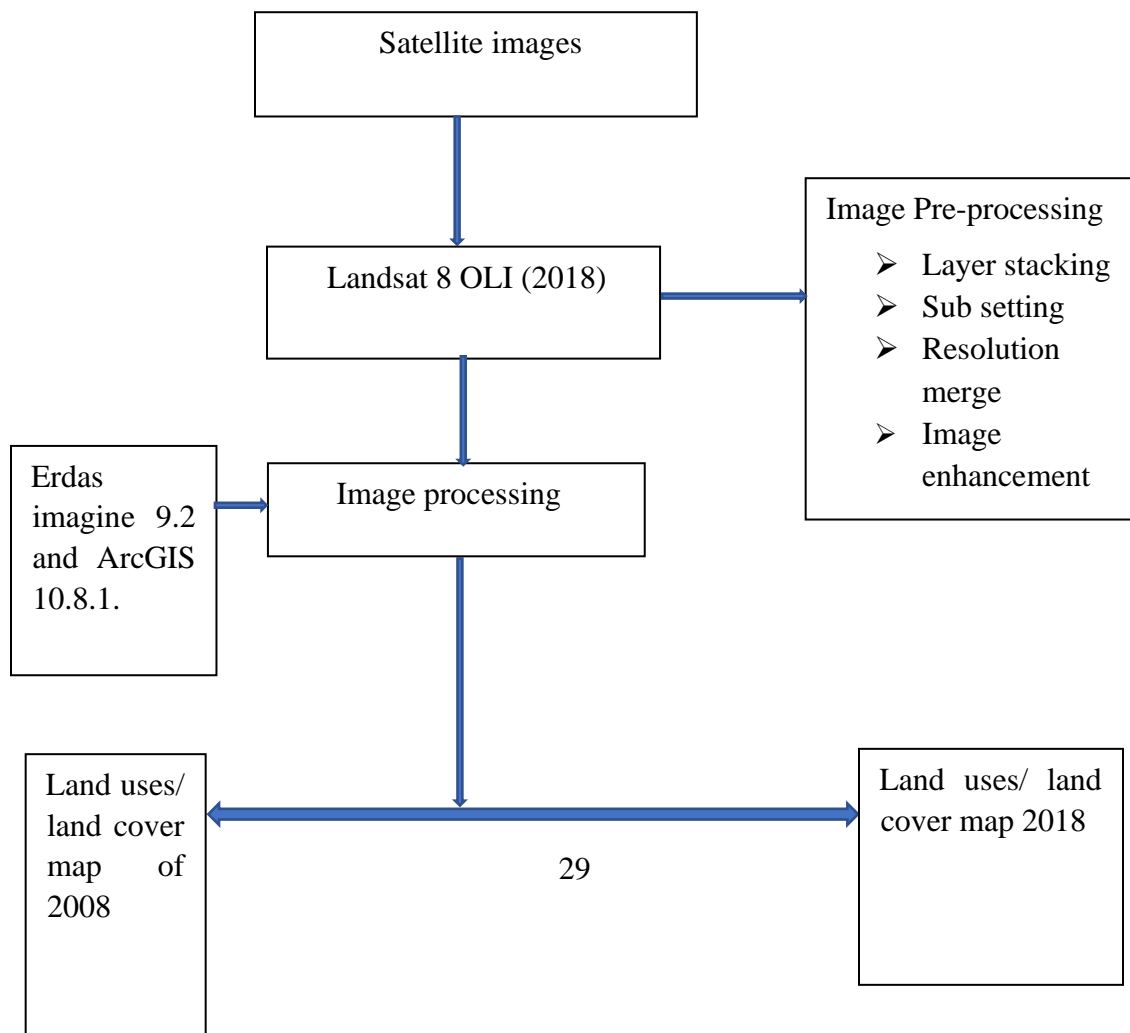 Satellite images
Landsat 8 OLI (2018)
Image Pre-processing
➢ Layer stacking
➢ Sub setting
➢ Resolution
merge
➢ Image
enhancement
Erdas
imagine 9.2
and ArcGIS
10.8.1.
Image processing
Land uses/
land cover
map of
2008
Land uses/ land
cover map 2018
29